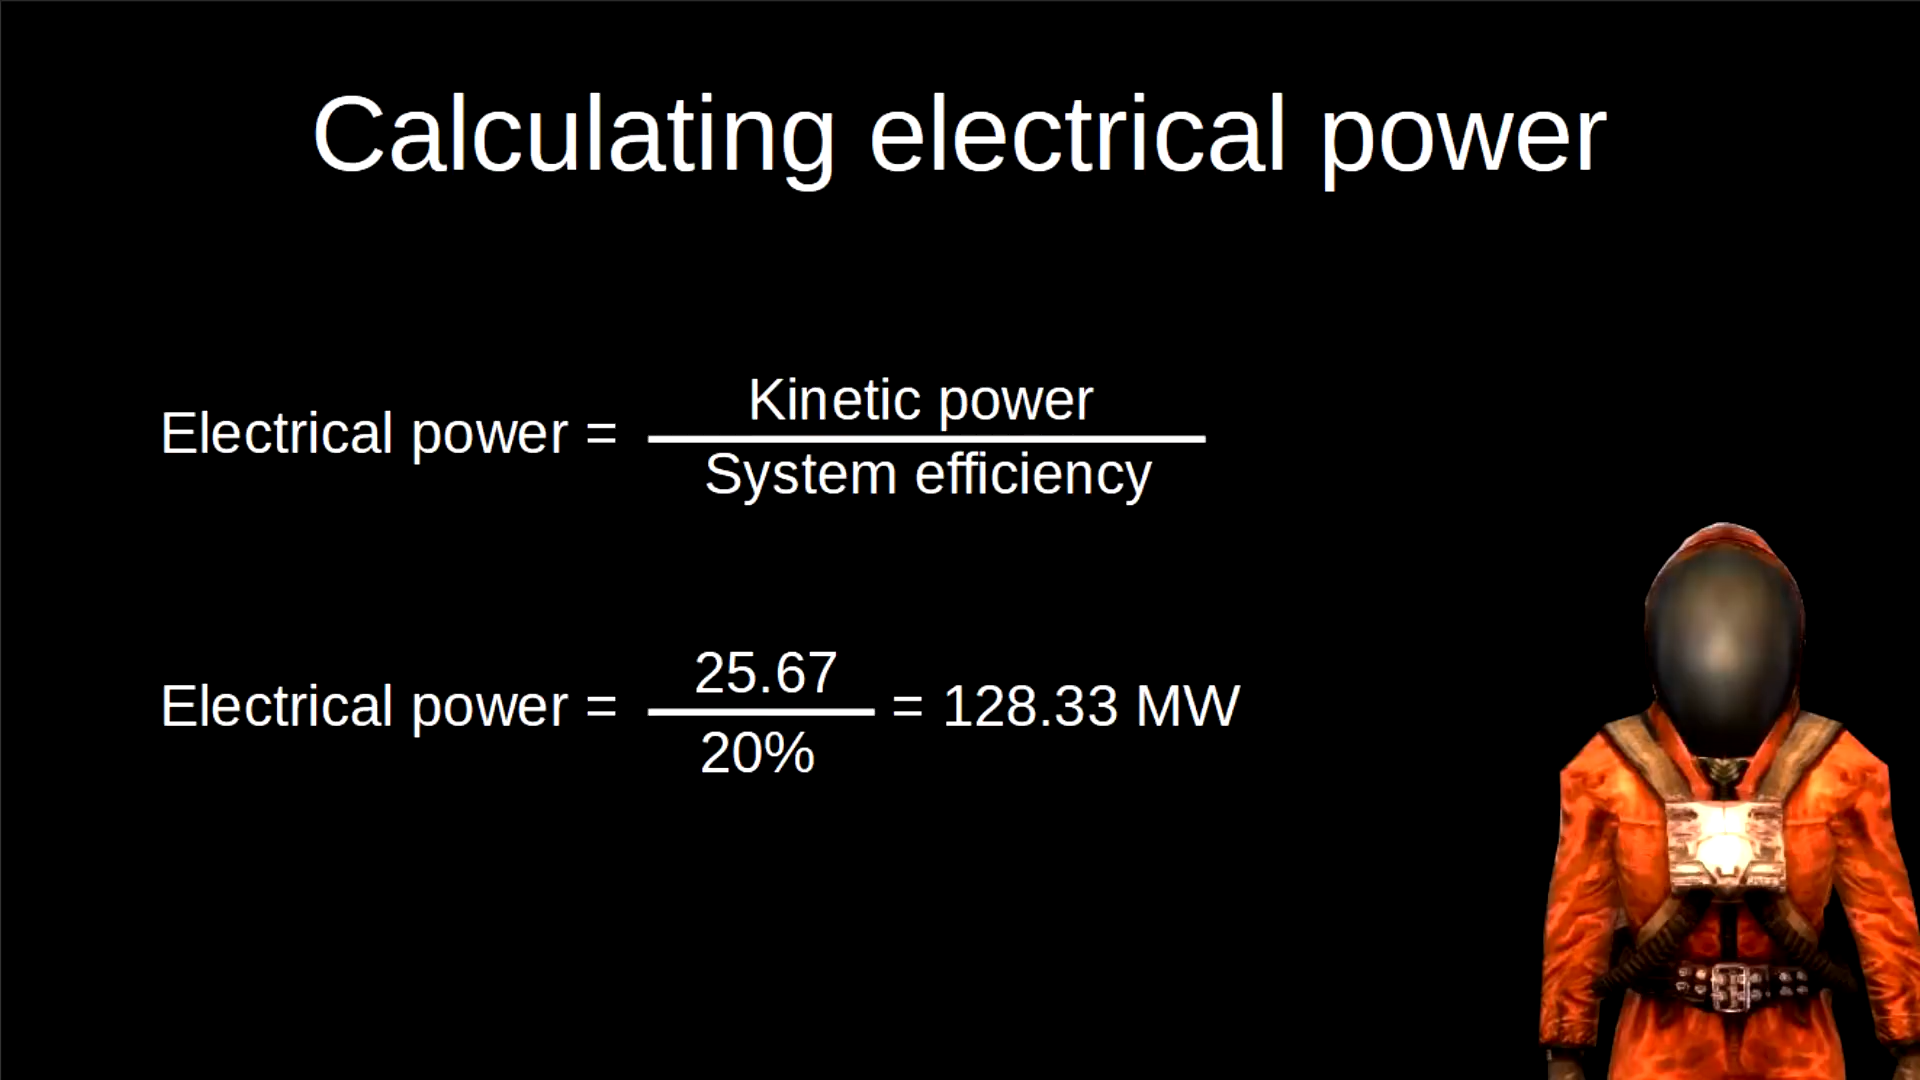 Calculating electrical power
Electrical power = Kinetic power
System efficiency
Electrical power = 25.67
20%
= 128.33 MW